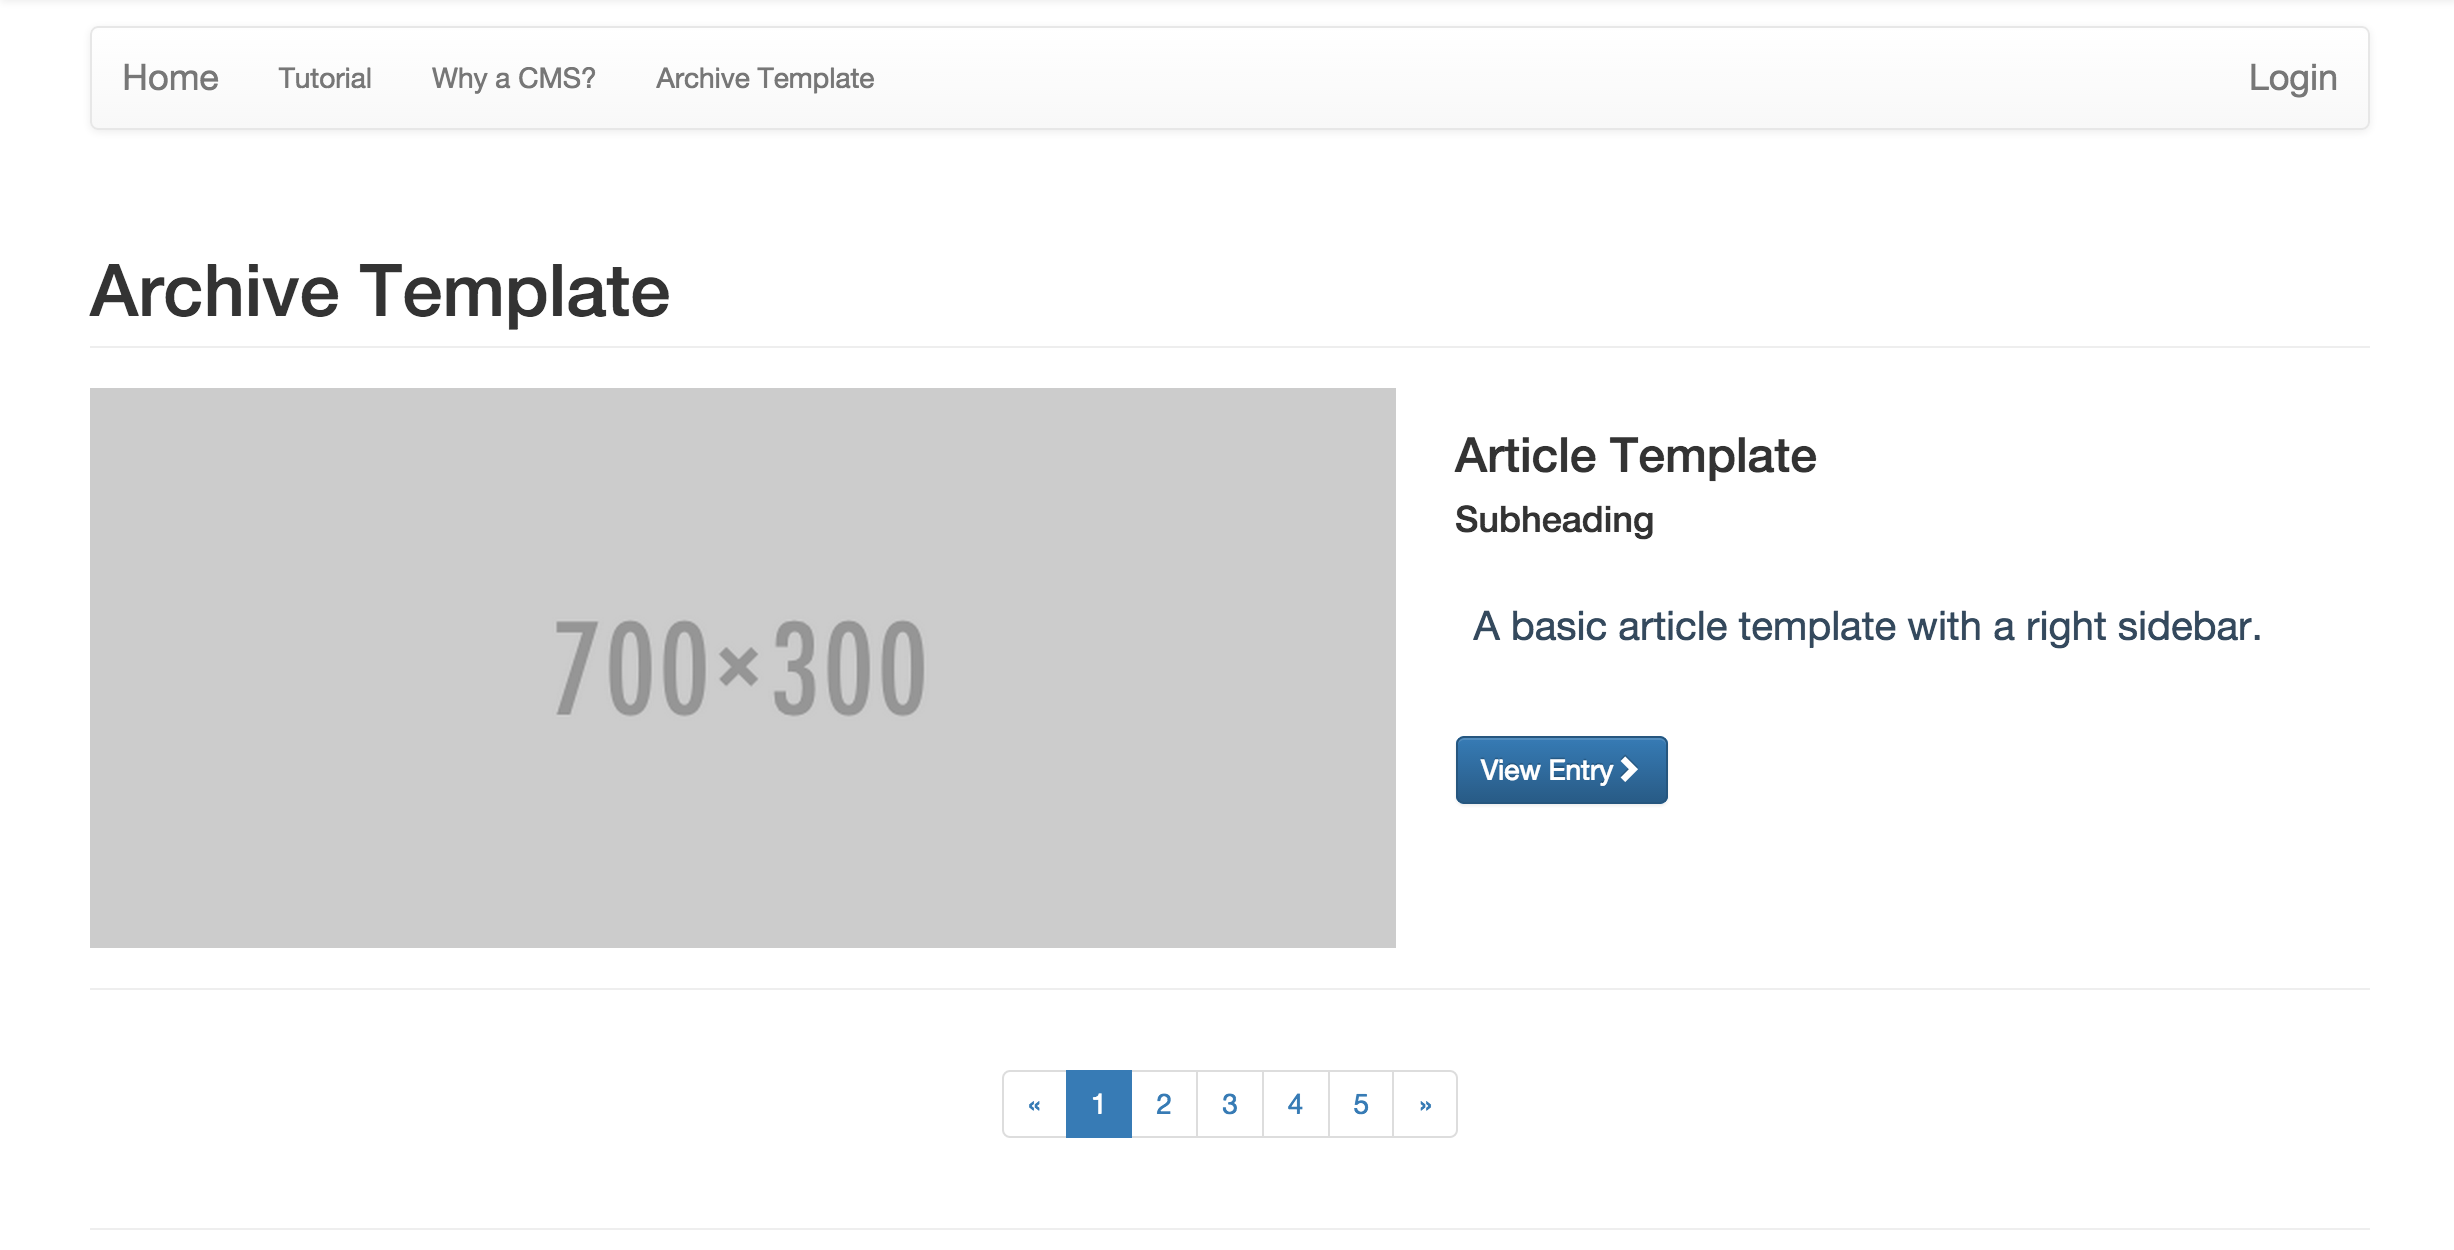 Home Tutorial Why a CMS? Archive Template Login
Archive Template
700×300
Article Template
Subheading
A basic article template with a right sidebar.
View Entry
« 1 2 3 4 5 »